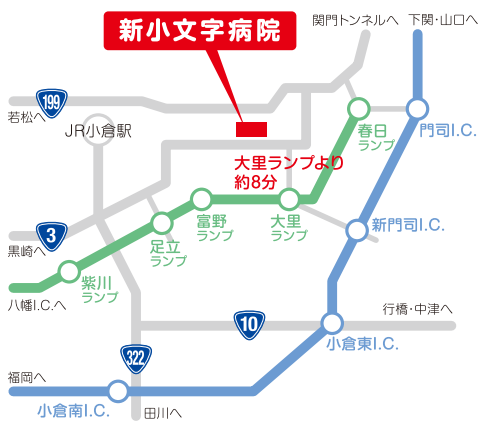 新小文字病院
関門トンネルへ
下関・山口へ
199
若松へ
JR小倉駅
春日
ランプ
門司I.C.
大里ランプより
約8分
富野
ランプ
大里
ランプ
新門司I.C.
3
黒崎へ
足立
ランプ
紫川
ランプ
八幡I.C.へ
行橋・中津へ
10
小倉東I.C.
322
福岡へ
小倉南I.C.
田川へ